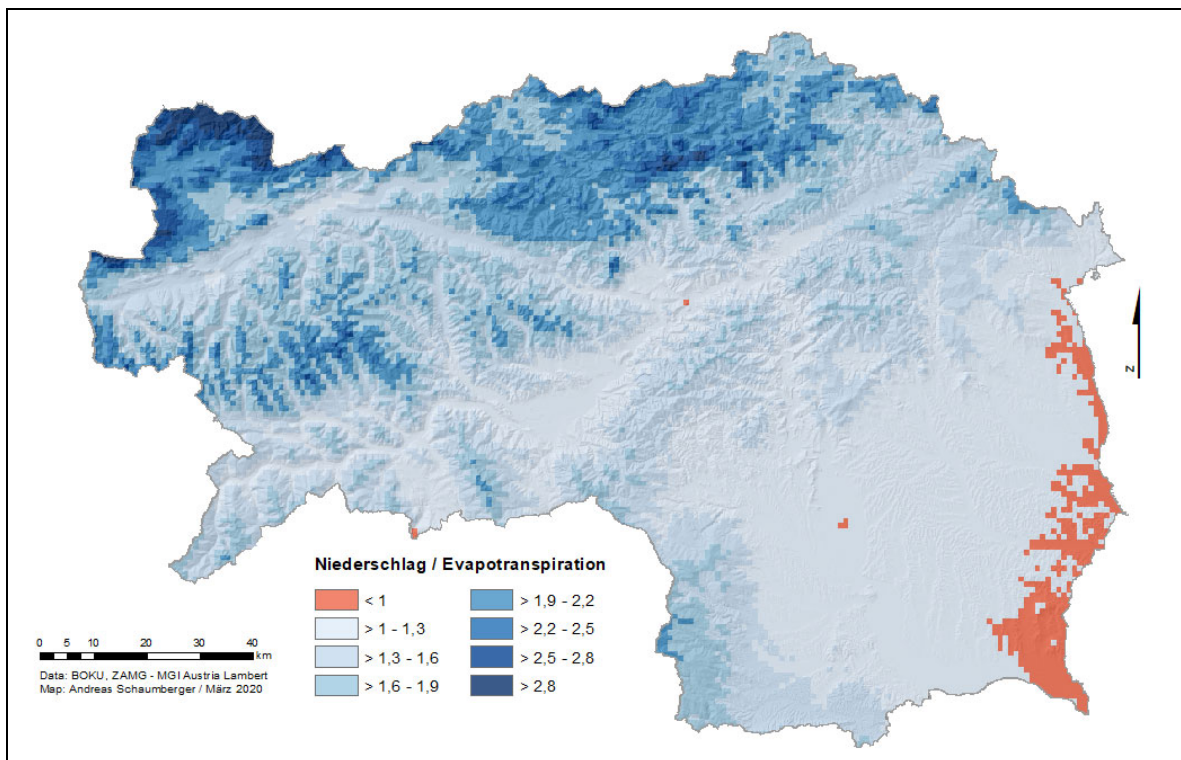 N
Niederschlag / Evapotranspiration
< 1
> 1 - 1,3
> 1,3 - 1,6
> 1,6 - 1,9
> 1,9 - 2,2
> 2,2 - 2,5
> 2,5 - 2,8
> 2,8
0 5 10 20 30 40
km
Data: BOKU, ZAMG - MGI Austria Lambert
Map: Andreas Schaumberger / März 2020